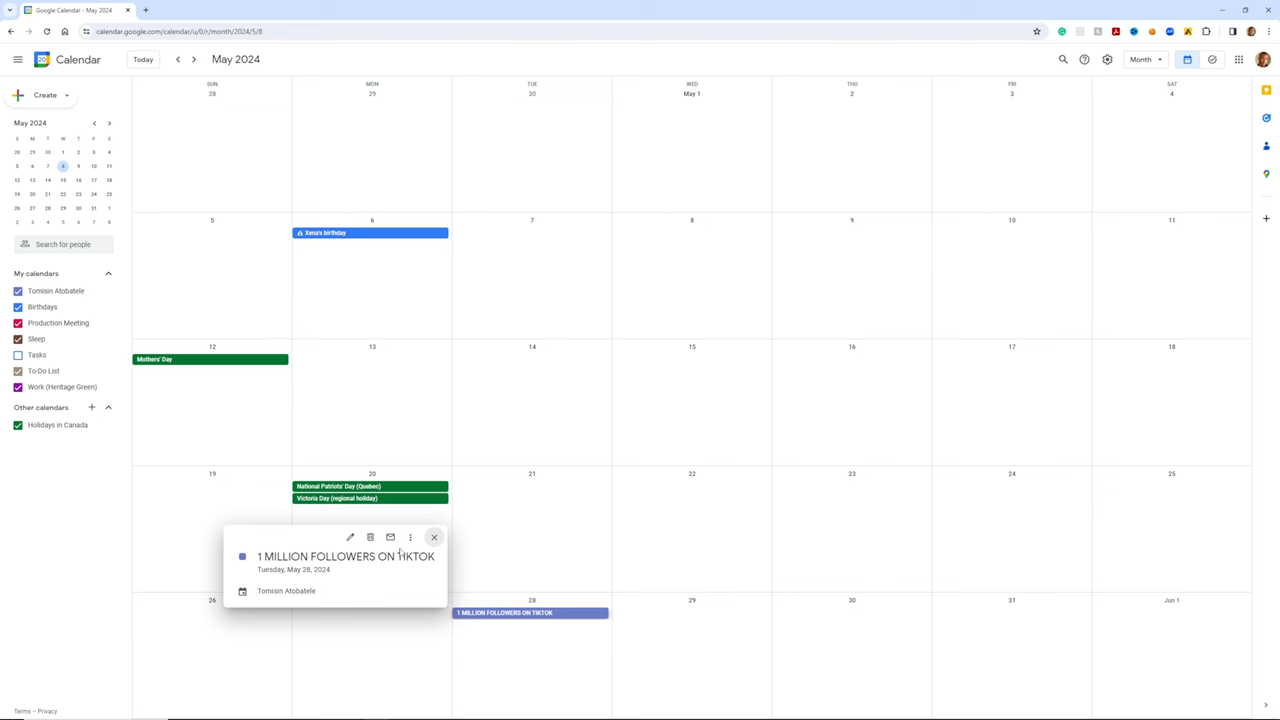 Google Calendar - May 2024
calendar.google.com/calendar/u/0/r/month/2024/5/8
Calendar
Today
May 2024
Month
Create
May 2024
S M T W T F S
28 29 30 1 2 3 4
5 6 7 8 9 10 11
12 13 14 15 16 17 18
19 20 21 22 23 24 25
26 27 28 29 30 31 1
2 3 4 5 6 7 8
Search for people
My calendars
Tomisin Atobatele
Birthdays
Production Meeting
Sleep
Tasks
To-Do List
Work (Heritage Green)
Other calendars
Holidays in Canada
Terms – Privacy
SUN MON TUE WED THU FRI SAT
28 29 30 May 1 2 3 4
5 6 7 8 9 10 11
Xena's birthday
12 13 14 15 16 17 18
Mothers' Day
19 20 21 22 23 24 25
National Patriots' Day (Quebec)
Victoria Day (regional holiday)
1 MILLION FOLLOWERS ON TIKTOK
Tuesday, May 28, 2024
Tomisin Atobatele
26 28 29 30 31 Jun 1
1 MILLION FOLLOWERS ON TIKTOK